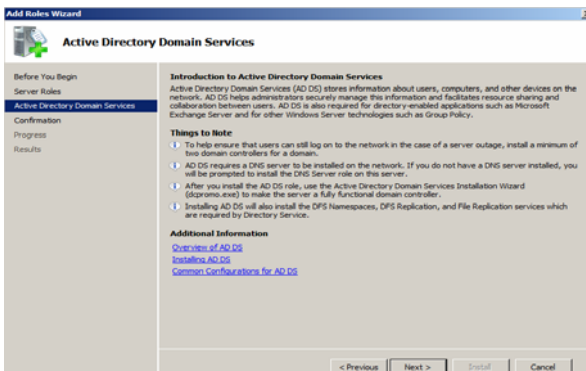 Add Roles Wizard
Active Directory Domain Services
Before You Begin
Server Roles
Active Directory Domain Services
Confirmation
Progress
Results
Introduction to Active Directory Domain Services
Active Directory Domain Services (AD DS) stores information about users, computers, and other devices on the
network. AD DS helps administrators securely manage this information and facilitates resource sharing and
collaboration between users. AD DS is also required for directory-enabled applications such as Microsoft
Exchange Server and for other Windows Server technologies such as Group Policy.
Things to Note
To help ensure that users can still log on to the network in the case of a server outage, install a minimum of
two domain controllers for a domain.
AD DS requires a DNS server to be installed on the network. If you do not have a DNS server installed, you
will be prompted to install the DNS Server role on this server.
After you install the AD DS role, use the Active Directory Domain Services Installation Wizard
(dcpromo.exe) to make the server a fully functional domain controller.
Installing AD DS will also install the DFS Namespaces, DFS Replication, and File Replication services which
are required by Directory Service.
Additional Information
Overview of AD DS
Installing AD DS
Common Configurations for AD DS
< Previous
Next >
Install
Cancel